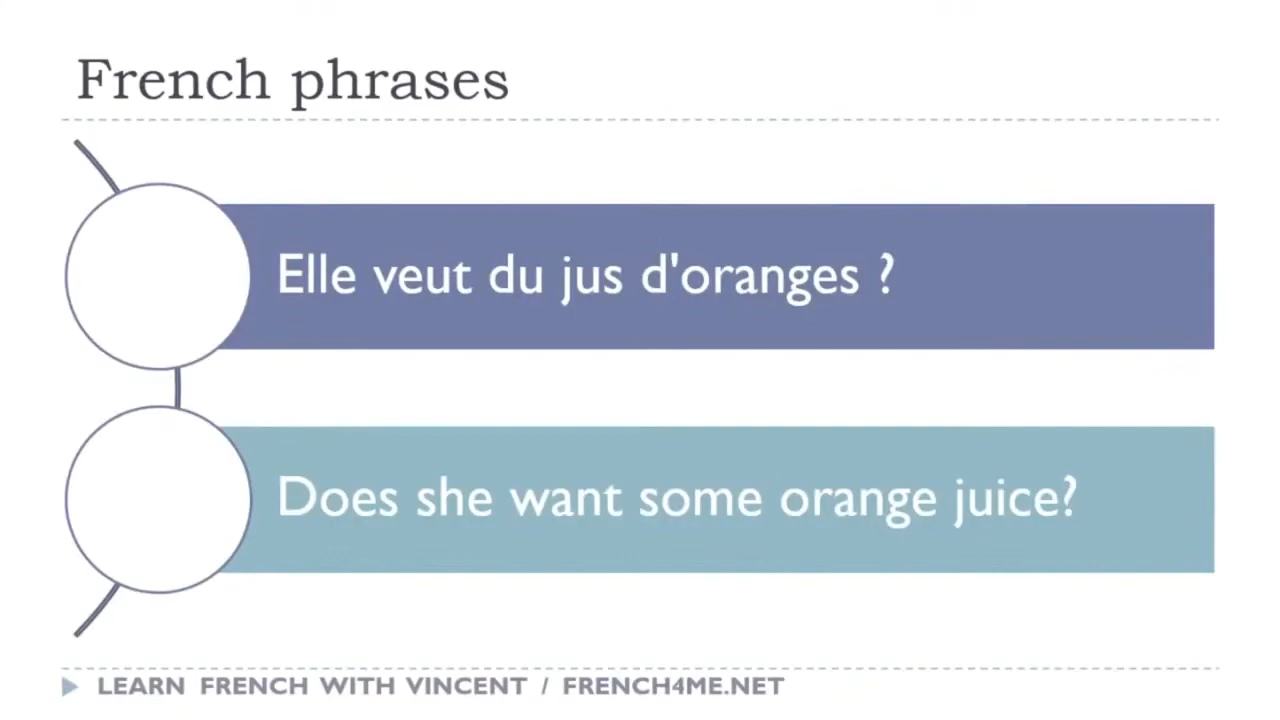 French phrases
Elle veut du jus d'oranges ?
Does she want some orange juice?
LEARN FRENCH WITH VINCENT / FRENCH4ME.NET